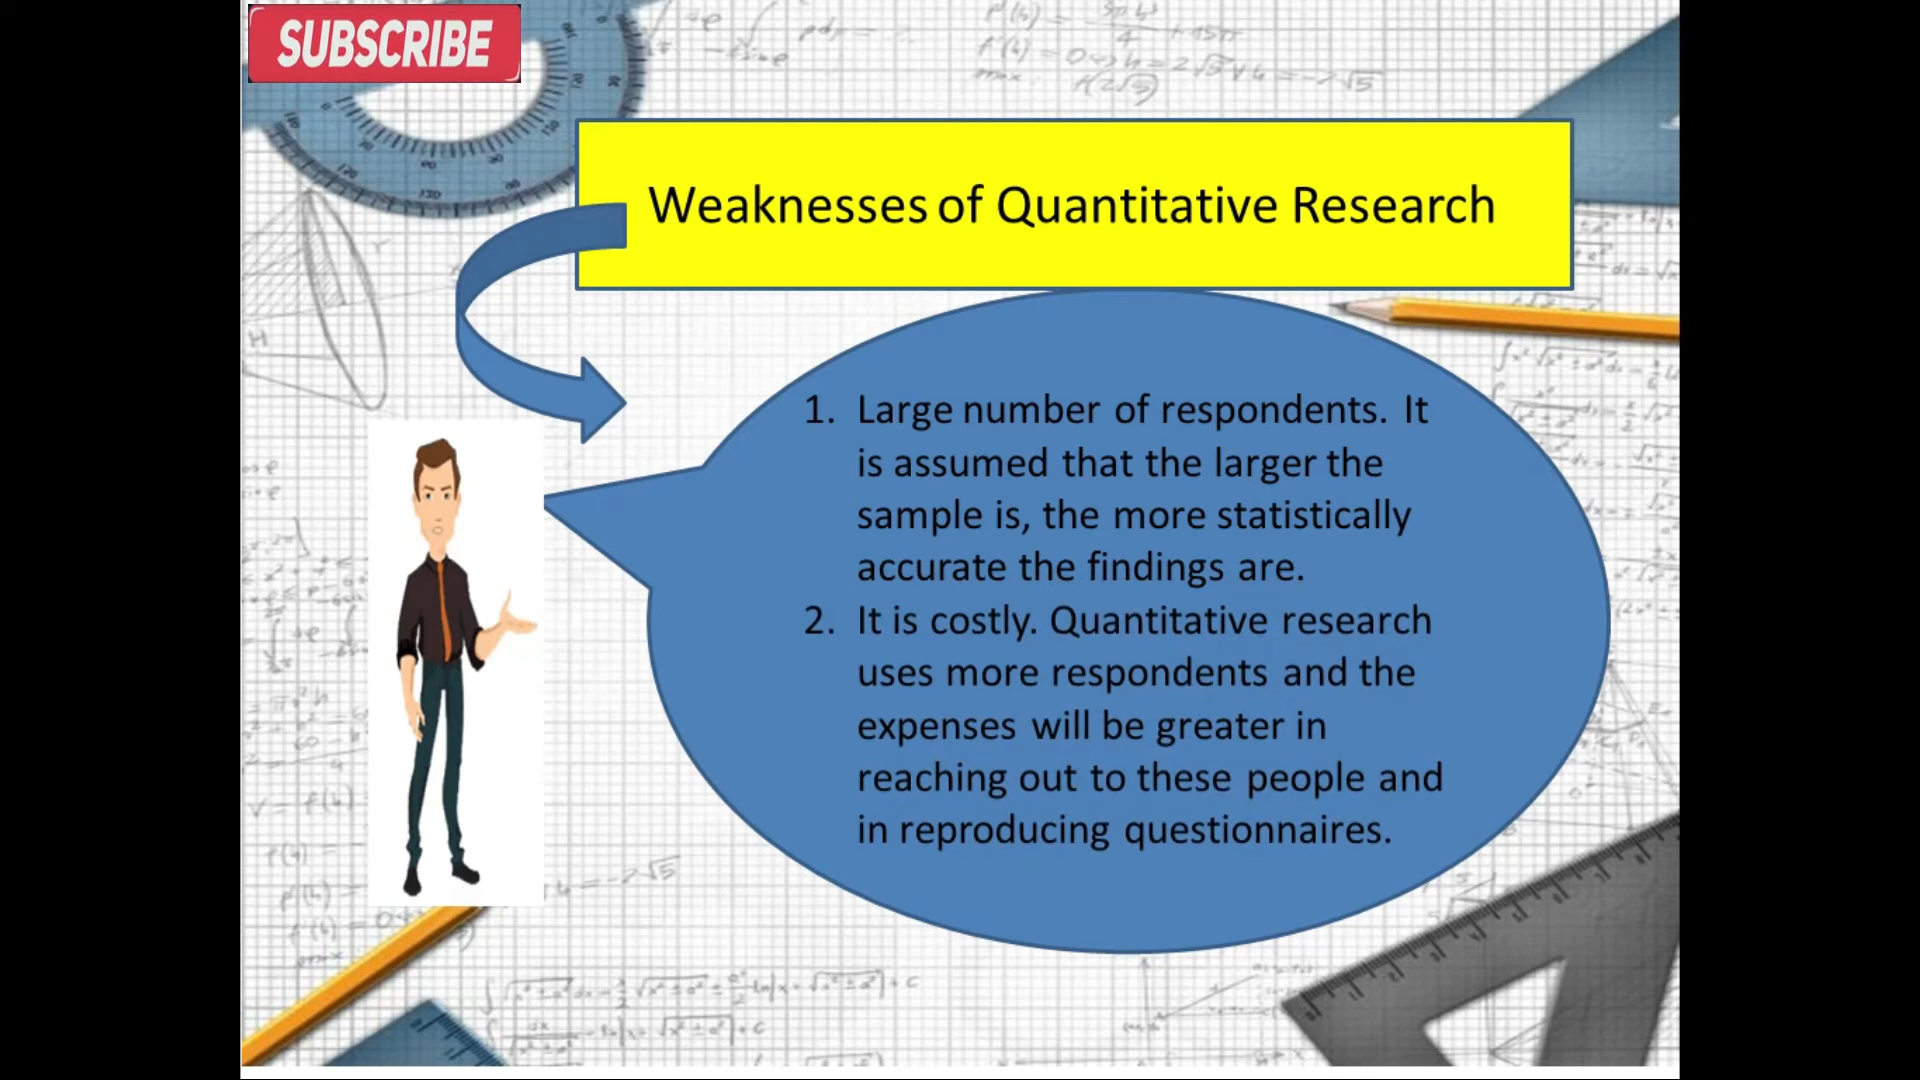 SUBSCRIBE
Weaknesses of Quantitative Research
1. Large number of respondents. It
is assumed that the larger the
sample is, the more statistically
accurate the findings are.
2. It is costly. Quantitative research
uses more respondents and the
expenses will be greater in
reaching out to these people and
in reproducing questionnaires.